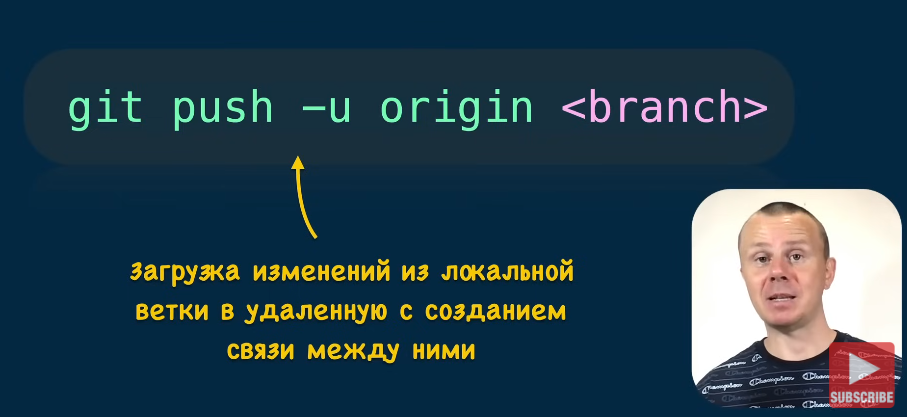 git push -u origin <branch>
Загрузка изменений из локальной
ветки в удаленную с созданием
связи между ними
SUBSCRIBE